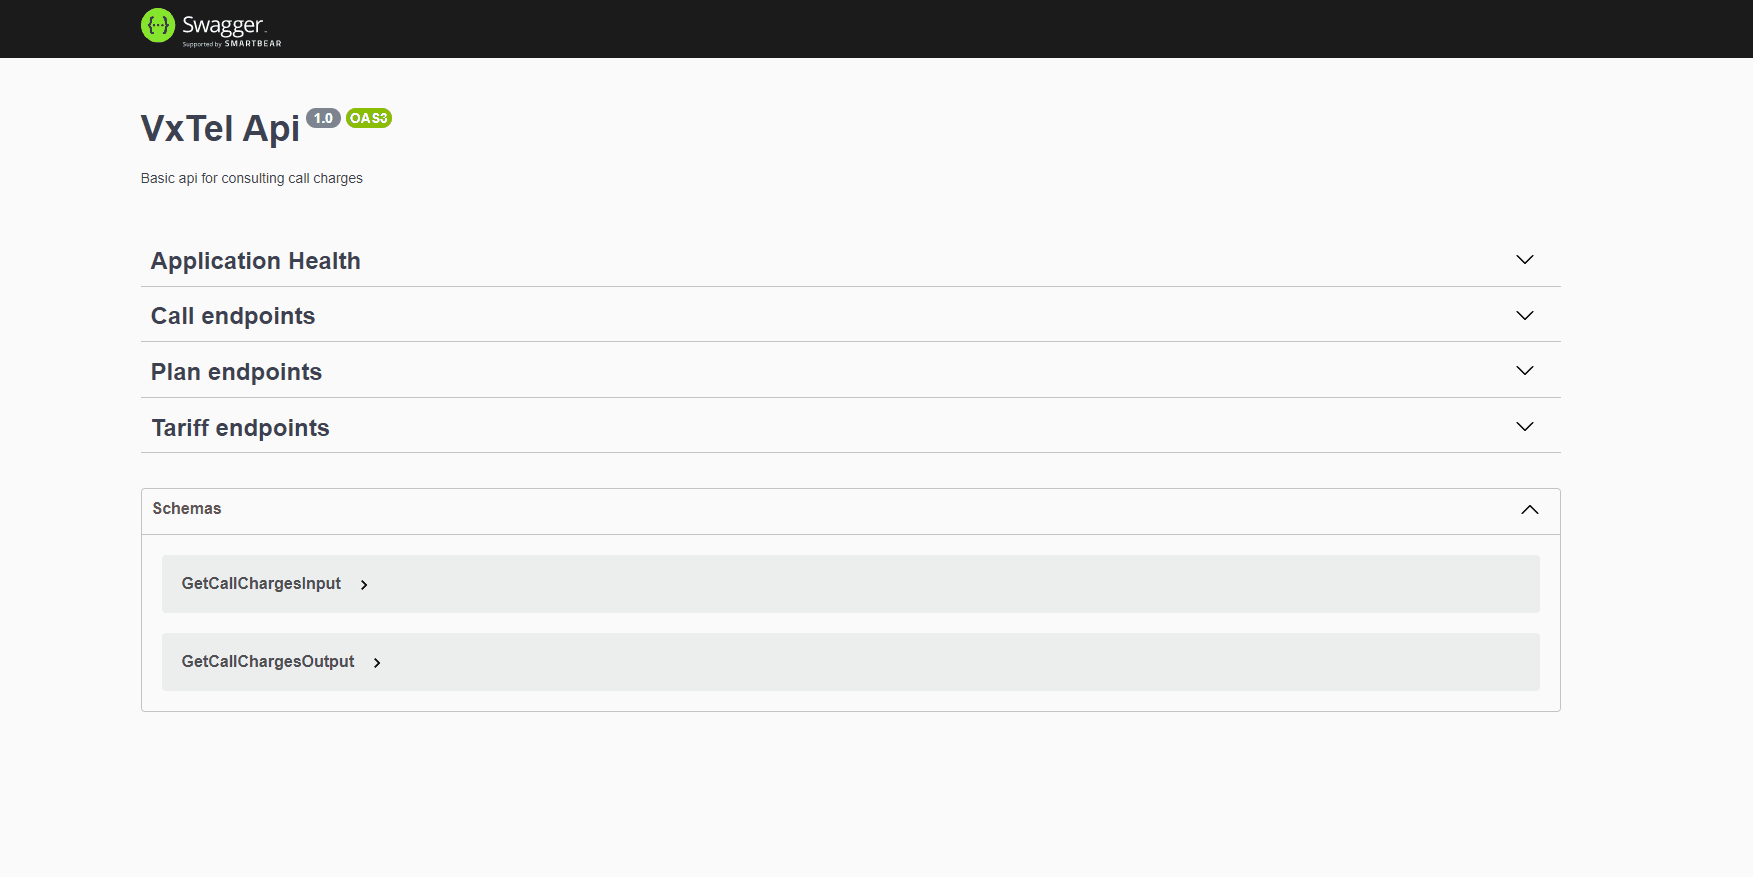 {···} Swagger
Supported by SMARTBEAR
VxTel Api 1.0 OAS3
Basic api for consulting call charges
Application Health
Call endpoints
Plan endpoints
Tariff endpoints
Schemas
GetCallChargesInput
GetCallChargesOutput